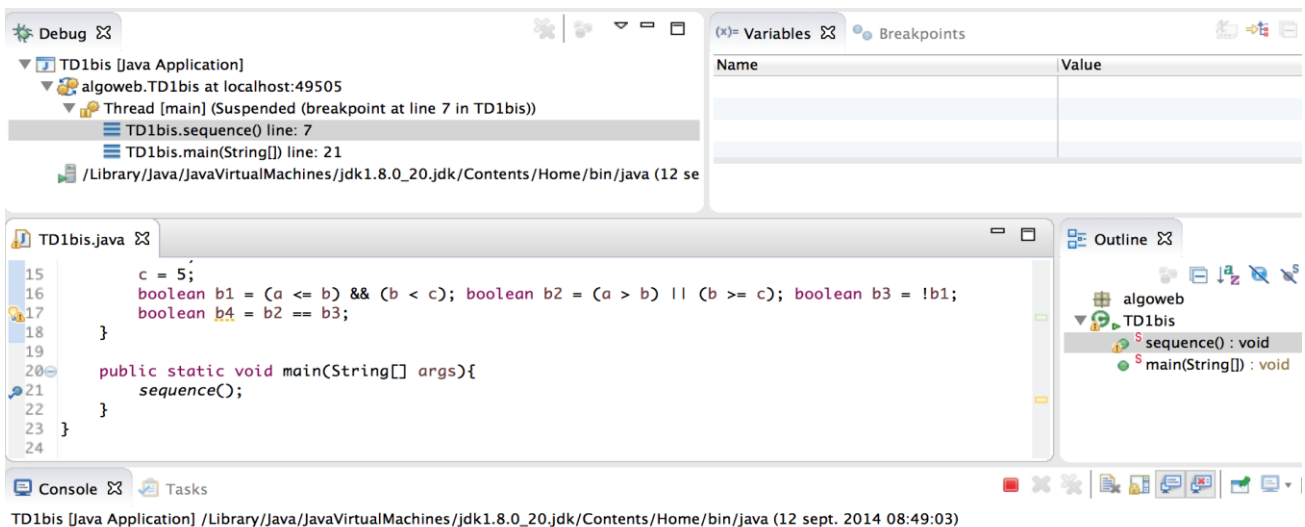 Debug
TD1bis [Java Application]
algoweb.TD1bis at localhost:49505
Thread [main] (Suspended (breakpoint at line 7 in TD1bis))
TD1bis.sequence() line: 7
TD1bis.main(String[]) line: 21
/Library/Java/JavaVirtualMachines/jdk1.8.0_20.jdk/Contents/Home/bin/java (12 se
(x)= Variables Breakpoints
Name Value
TD1bis.java
15 c = 5;
16 boolean b1 = (a <= b) && (b < c); boolean b2 = (a > b) || (b >= c); boolean b3 = !b1;
17 boolean b4 = b2 == b3;
18 }
19
20 public static void main(String[] args){
21 sequence();
22 }
23 }
24
Outline
algoweb
TD1bis
S sequence() : void
S main(String[]) : void
Console Tasks
TD1bis [Java Application] /Library/Java/JavaVirtualMachines/jdk1.8.0_20.jdk/Contents/Home/bin/java (12 sept. 2014 08:49:03)